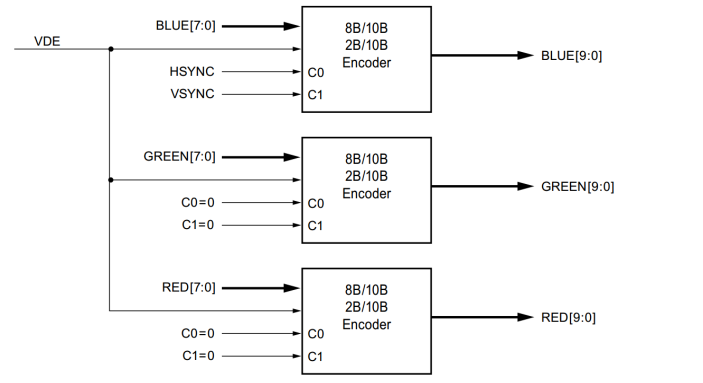 VDE
BLUE[7:0]
HSYNC
VSYNC
C0
C1
8B/10B
2B/10B
Encoder
BLUE[9:0]
GREEN[7:0]
C0=0
C1=0
C0
C1
8B/10B
2B/10B
Encoder
GREEN[9:0]
RED[7:0]
C0=0
C1=0
C0
C1
8B/10B
2B/10B
Encoder
RED[9:0]